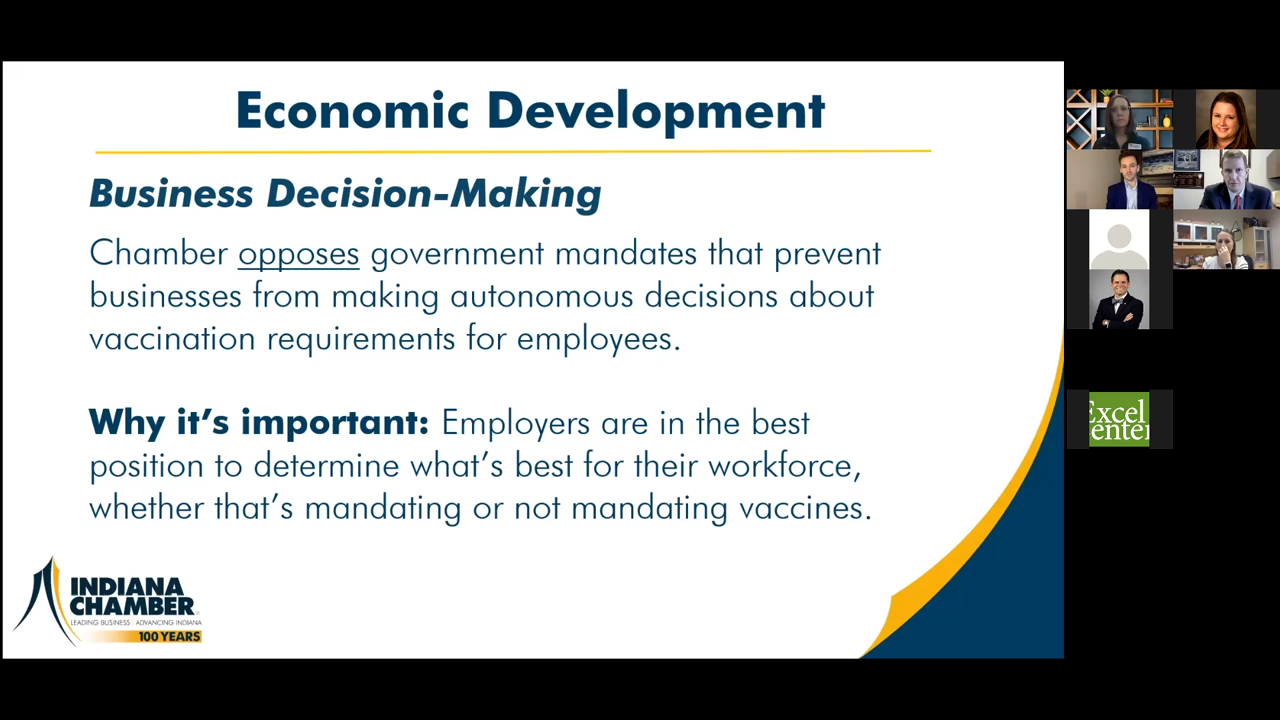 Economic Development
Business Decision-Making
Chamber opposes government mandates that prevent
businesses from making autonomous decisions about
vaccination requirements for employees.
Why it's important: Employers are in the best
position to determine what's best for their workforce,
whether that's mandating or not mandating vaccines.
INDIANA
CHAMBER®
LEADING BUSINESS ADVANCING INDIANA
100 YEARS
Excel
enter